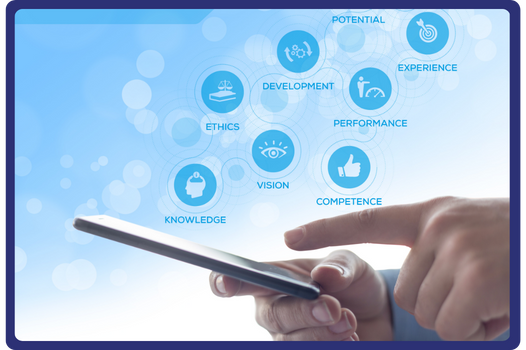 POTENTIAL
EXPERIENCE
DEVELOPMENT
PERFORMANCE
ETHICS
VISION
COMPETENCE
KNOWLEDGE